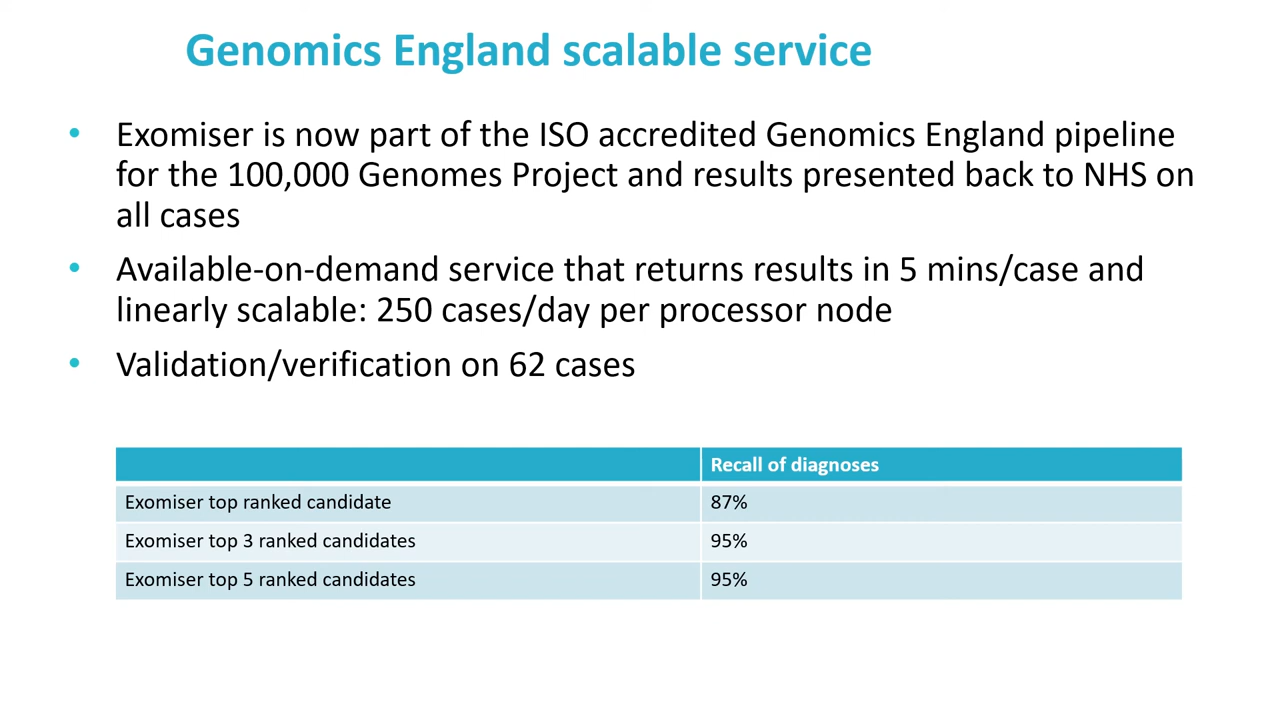 Genomics England scalable service
• Exomiser is now part of the ISO accredited Genomics England pipeline
for the 100,000 Genomes Project and results presented back to NHS on
all cases
• Available-on-demand service that returns results in 5 mins/case and
linearly scalable: 250 cases/day per processor node
• Validation/verification on 62 cases
Recall of diagnoses
Exomiser top ranked candidate 87%
Exomiser top 3 ranked candidates 95%
Exomiser top 5 ranked candidates 95%